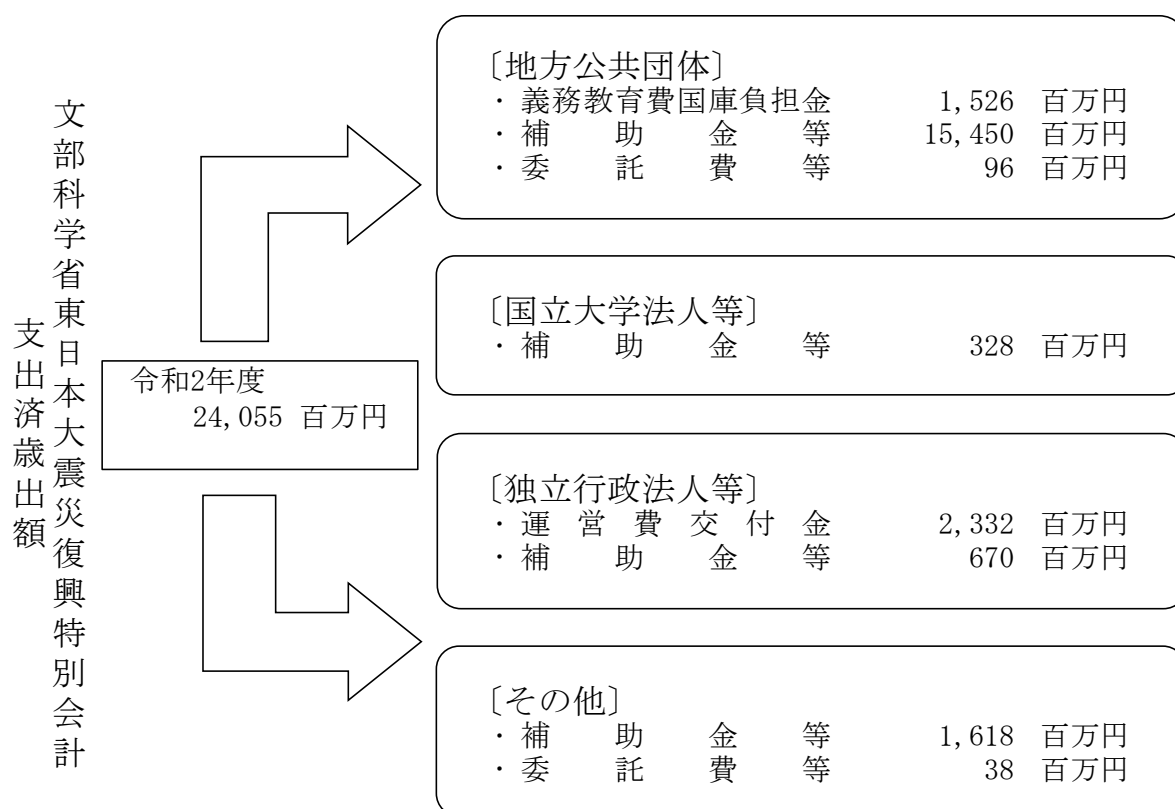 文部科学省東日本大震災復興特別会計
支出済歳出額
令和2年度
24,055 百万円
〔地方公共団体〕
・義務教育費国庫負担金 1,526 百万円
・補助金等 15,450 百万円
・委託費等 96 百万円
〔国立大学法人等〕
・補助金等 328 百万円
〔独立行政法人等〕
・運営費交付金 2,332 百万円
・補助金等 670 百万円
〔その他〕
・補助金等 1,618 百万円
・委託費等 38 百万円